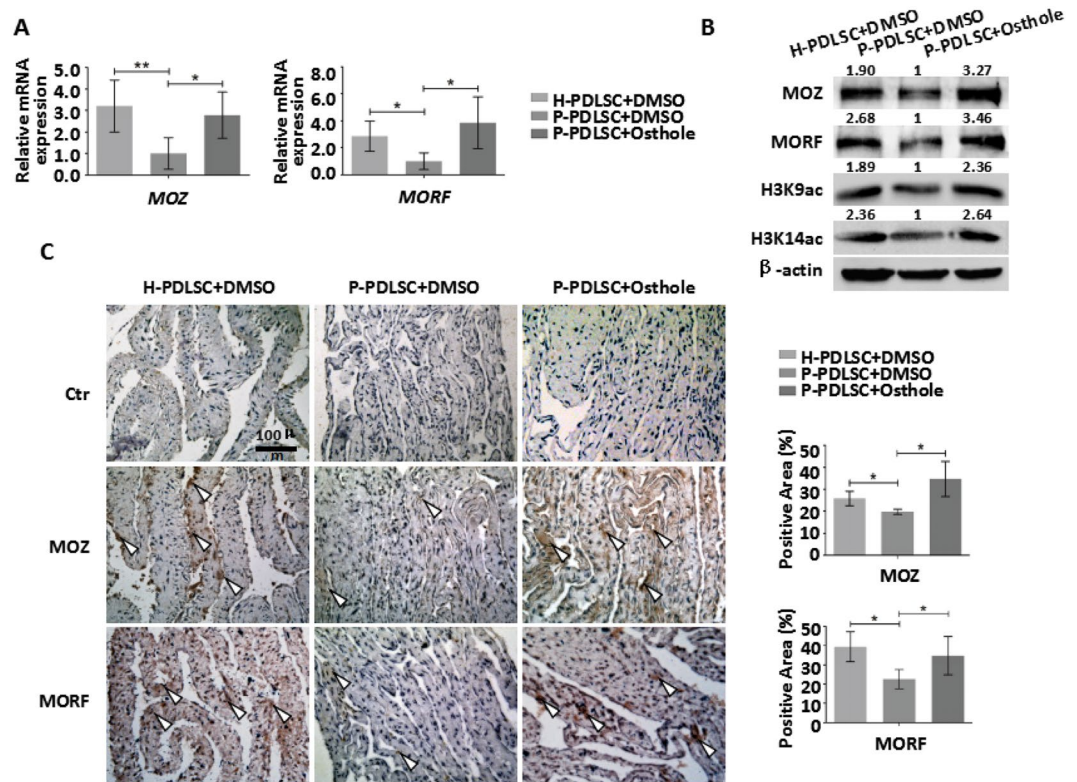 A
Relative mRNA
expression
5.0
4.0
3.0
2.0
1.0
0.0
**
*
MOZ
Relative mRNA
expression
8.0
6.0
4.0
2.0
0.0
*
*
MORF
H-PDLSC+DMSO
P-PDLSC+DMSO
P-PDLSC+Osthole
B
H-PDLSC+DMSO
P-PDLSC+DMSO
P-PDLSC+Osthole
1.90 1 3.27
MOZ
2.68 1 3.46
MORF
1.89 1 2.36
H3K9ac
2.36 1 2.64
H3K14ac
β-actin
C
H-PDLSC+DMSO P-PDLSC+DMSO P-PDLSC+Osthole
Ctr
100 μ
m
MOZ
MORF
H-PDLSC+DMSO
P-PDLSC+DMSO
P-PDLSC+Osthole
Positive Area (%)
50
40
30
20
10
0
*
*
MOZ
Positive Area (%)
50
40
30
20
10
0
*
*
MORF